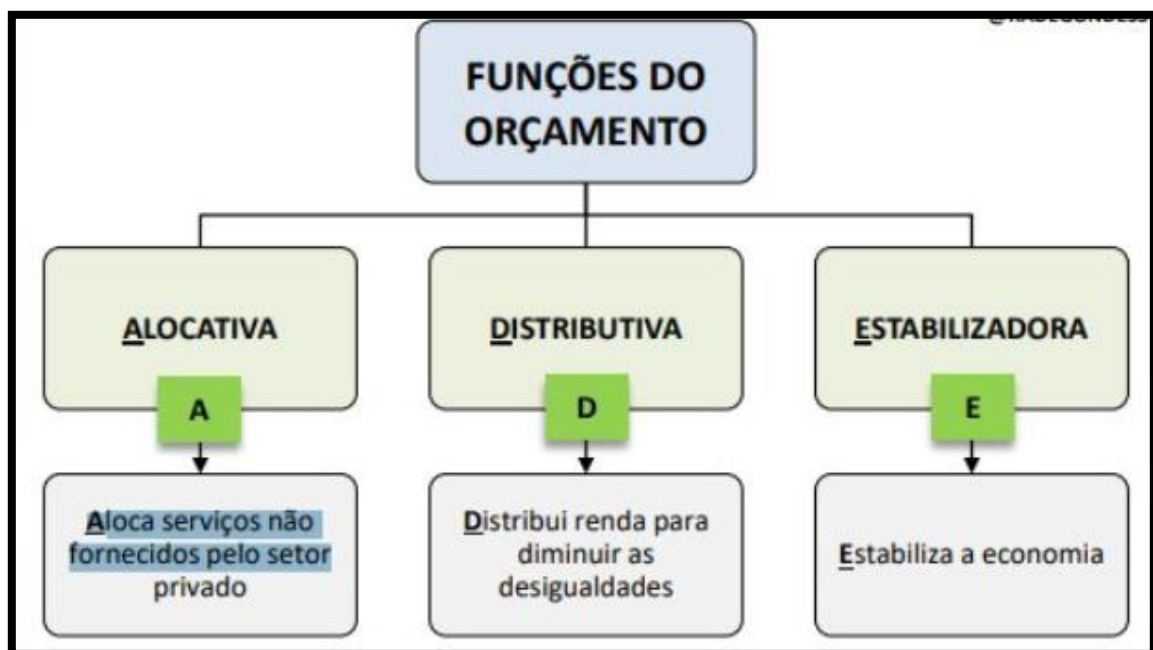 FUNÇÕES DO
ORÇAMENTO
ALOCATIVA
DISTRIBUTIVA
ESTABILIZADORA
A
D
E
Aloca serviços não
fornecidos pelo setor
privado
Distribui renda para
diminuir as
desigualdades
Estabiliza a economia